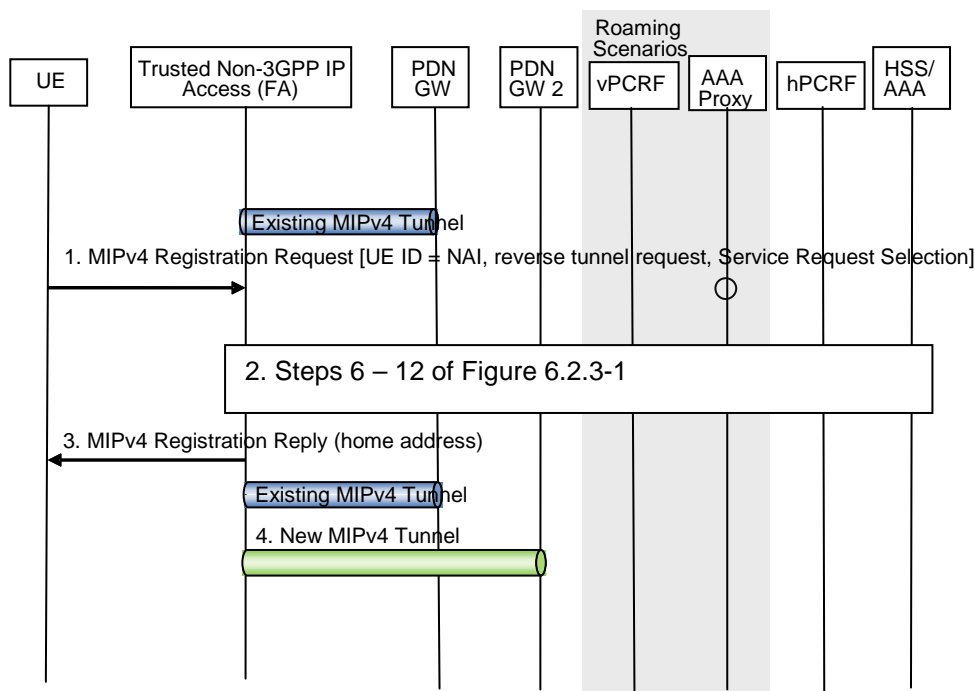 Roaming
Scenarios
UE
Trusted Non-3GPP IP
Access (FA)
PDN
GW
PDN
GW 2
vPCRF
AAA
Proxy
hPCRF
HSS/
AAA
Existing MIPv4 Tunnel
1. MIPv4 Registration Request [UE ID = NAI, reverse tunnel request, Service Request Selection]
2. Steps 6 – 12 of Figure 6.2.3-1
3. MIPv4 Registration Reply (home address)
Existing MIPv4 Tunnel
4. New MIPv4 Tunnel